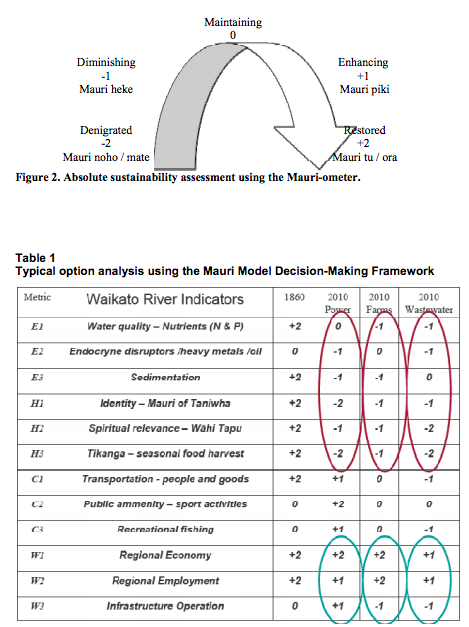 Maintaining
0
Diminishing
-1
Mauri heke
Enhancing
+1
Mauri piki
Denigrated
-2
Mauri noho / mate
Restored
+2
Mauri tu / ora
Figure 2. Absolute sustainability assessment using the Mauri-ometer.
Table 1
Typical option analysis using the Mauri Model Decision-Making Framework
Metric Waikato River Indicators 1860 2010 Power 2010 Farms 2010 Wastewater
E1 Water quality – Nutrients (N & P) +2 0 -1 -1
E2 Endocryne disruptors /heavy metals /oil 0 -1 0 -1
E3 Sedimentation +2 -1 -1 0
H1 Identity – Mauri of Taniwha +2 -2 -1 -1
H2 Spiritual relevance – Wāhi Tapu +2 -1 -1 -2
H3 Tikanga – seasonal food harvest +2 -2 -1 -2
C1 Transportation - people and goods +2 +1 0 -1
C2 Public ammenity – sport activities 0 +2 0 0
C3 Recreational fishing 0 +1 0 -1
W1 Regional Economy +2 +2 +2 +1
W2 Regional Employment +2 +1 +2 +1
W3 Infrastructure Operation 0 +1 -1 -1